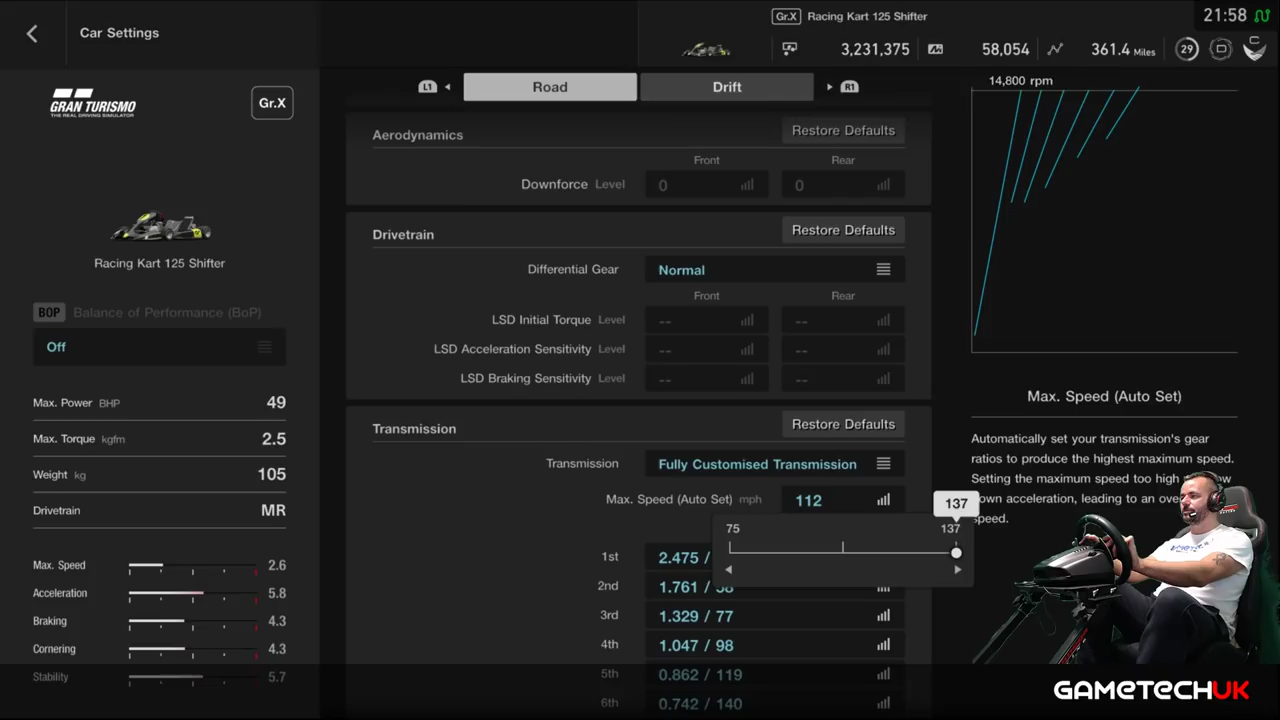 Car Settings
Gr.X Racing Kart 125 Shifter
21:58
3,231,375
58,054
361.4 Miles
29
D
C
GRAN TURISMO
THE REAL DRIVING SIMULATOR
Gr.X
Racing Kart 125 Shifter
BOP Balance of Performance (BoP)
Off
Max. Power BHP 49
Max. Torque kgfm 2.5
Weight kg 105
Drivetrain MR
Max. Speed 2.6
Acceleration 5.8
Braking 4.3
Cornering 4.3
Stability 5.7
L1 Road Drift R1
Aerodynamics Restore Defaults
Front Rear
Downforce Level 0 0
Drivetrain Restore Defaults
Differential Gear Normal
Front Rear
LSD Initial Torque Level -- --
LSD Acceleration Sensitivity Level -- --
LSD Braking Sensitivity Level -- --
Transmission Restore Defaults
Transmission Fully Customised Transmission
Max. Speed (Auto Set) mph 112
137
75 137
1st 2.475 /
2nd 1.761 / 58
3rd 1.329 / 77
4th 1.047 / 98
5th 0.862 / 119
6th 0.742 / 140
14,800 rpm
Max. Speed (Auto Set)
Automatically set your transmission's gear
ratios to produce the highest maximum speed.
Setting the maximum speed too high
own acceleration, leading to an
speed.
GAMETECHUK